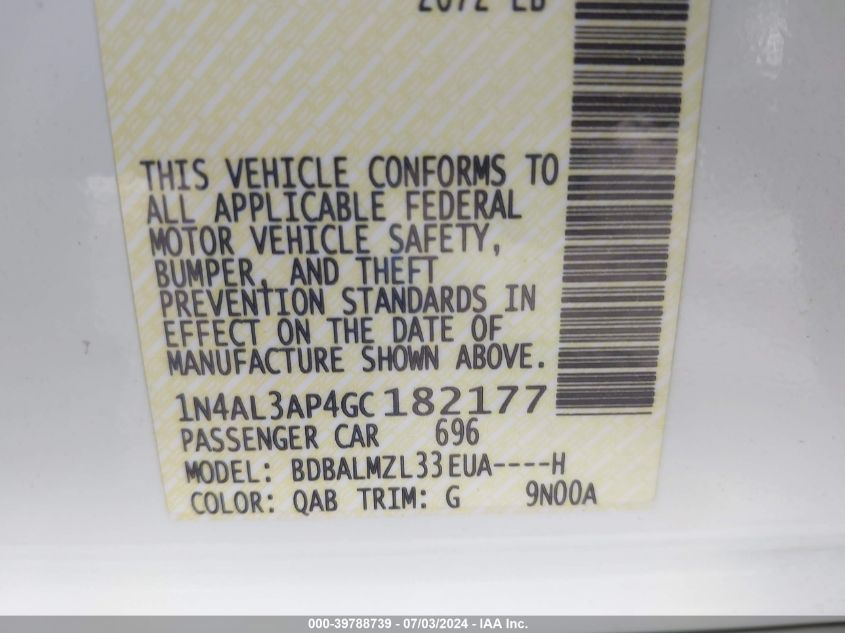 THIS VEHICLE CONFORMS TO
ALL APPLICABLE FEDERAL
MOTOR VEHICLE SAFETY,
BUMPER, AND THEFT
PREVENTION STANDARDS IN
EFFECT ON THE DATE OF
MANUFACTURE SHOWN ABOVE.
1N4AL3AP4GC182177
PASSENGER CAR 696
MODEL: BDBALMZL33EUA----H
COLOR: QAB TRIM: G 9N00A
000-39788739 - 07/03/2024 - IAA Inc.